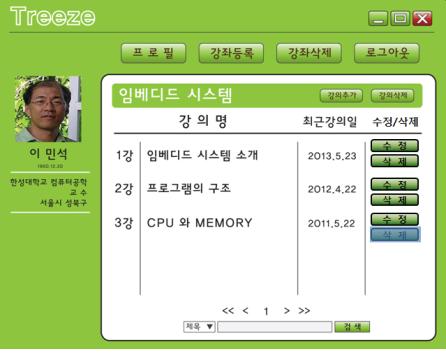 Treeze
프 로 필 강좌등록 강좌삭제 로그아웃
이 민석
1960.12.20
한성대학교 컴퓨터공학
교 수
서울시 성북구
임베디드 시스템 강의추가 강의삭제
강 의 명 최근강의일 수정/삭제
1강 임베디드 시스템 소개 2013.5.23 수 정
삭 제
2강 프로그램의 구조 2012.4.22 수 정
삭 제
3강 CPU 와 MEMORY 2011.5.22 수 정
삭 제
<< < 1 > >>
제목 ▼ 검 색